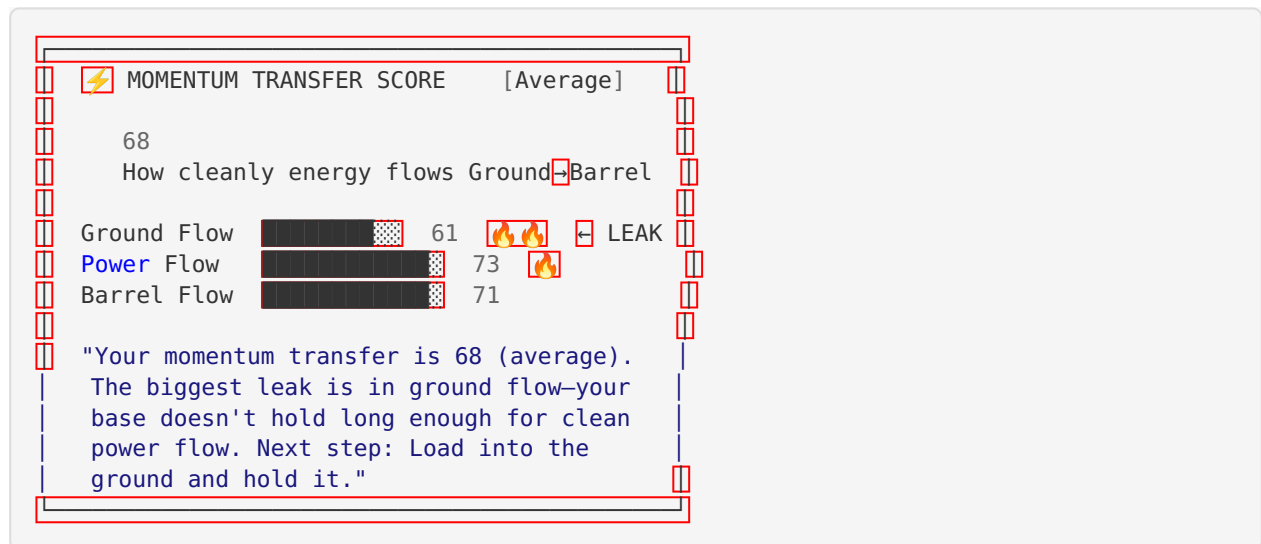 ⚡ MOMENTUM TRANSFER SCORE [Average]
68
How cleanly energy flows Ground→Barrel
Ground Flow ████████░░ 61 🔥🔥 ← LEAK
Power Flow ████████████░ 73 🔥
Barrel Flow ████████████░ 71
"Your momentum transfer is 68 (average).
The biggest leak is in ground flow—your
base doesn't hold long enough for clean
power flow. Next step: Load into the
ground and hold it."